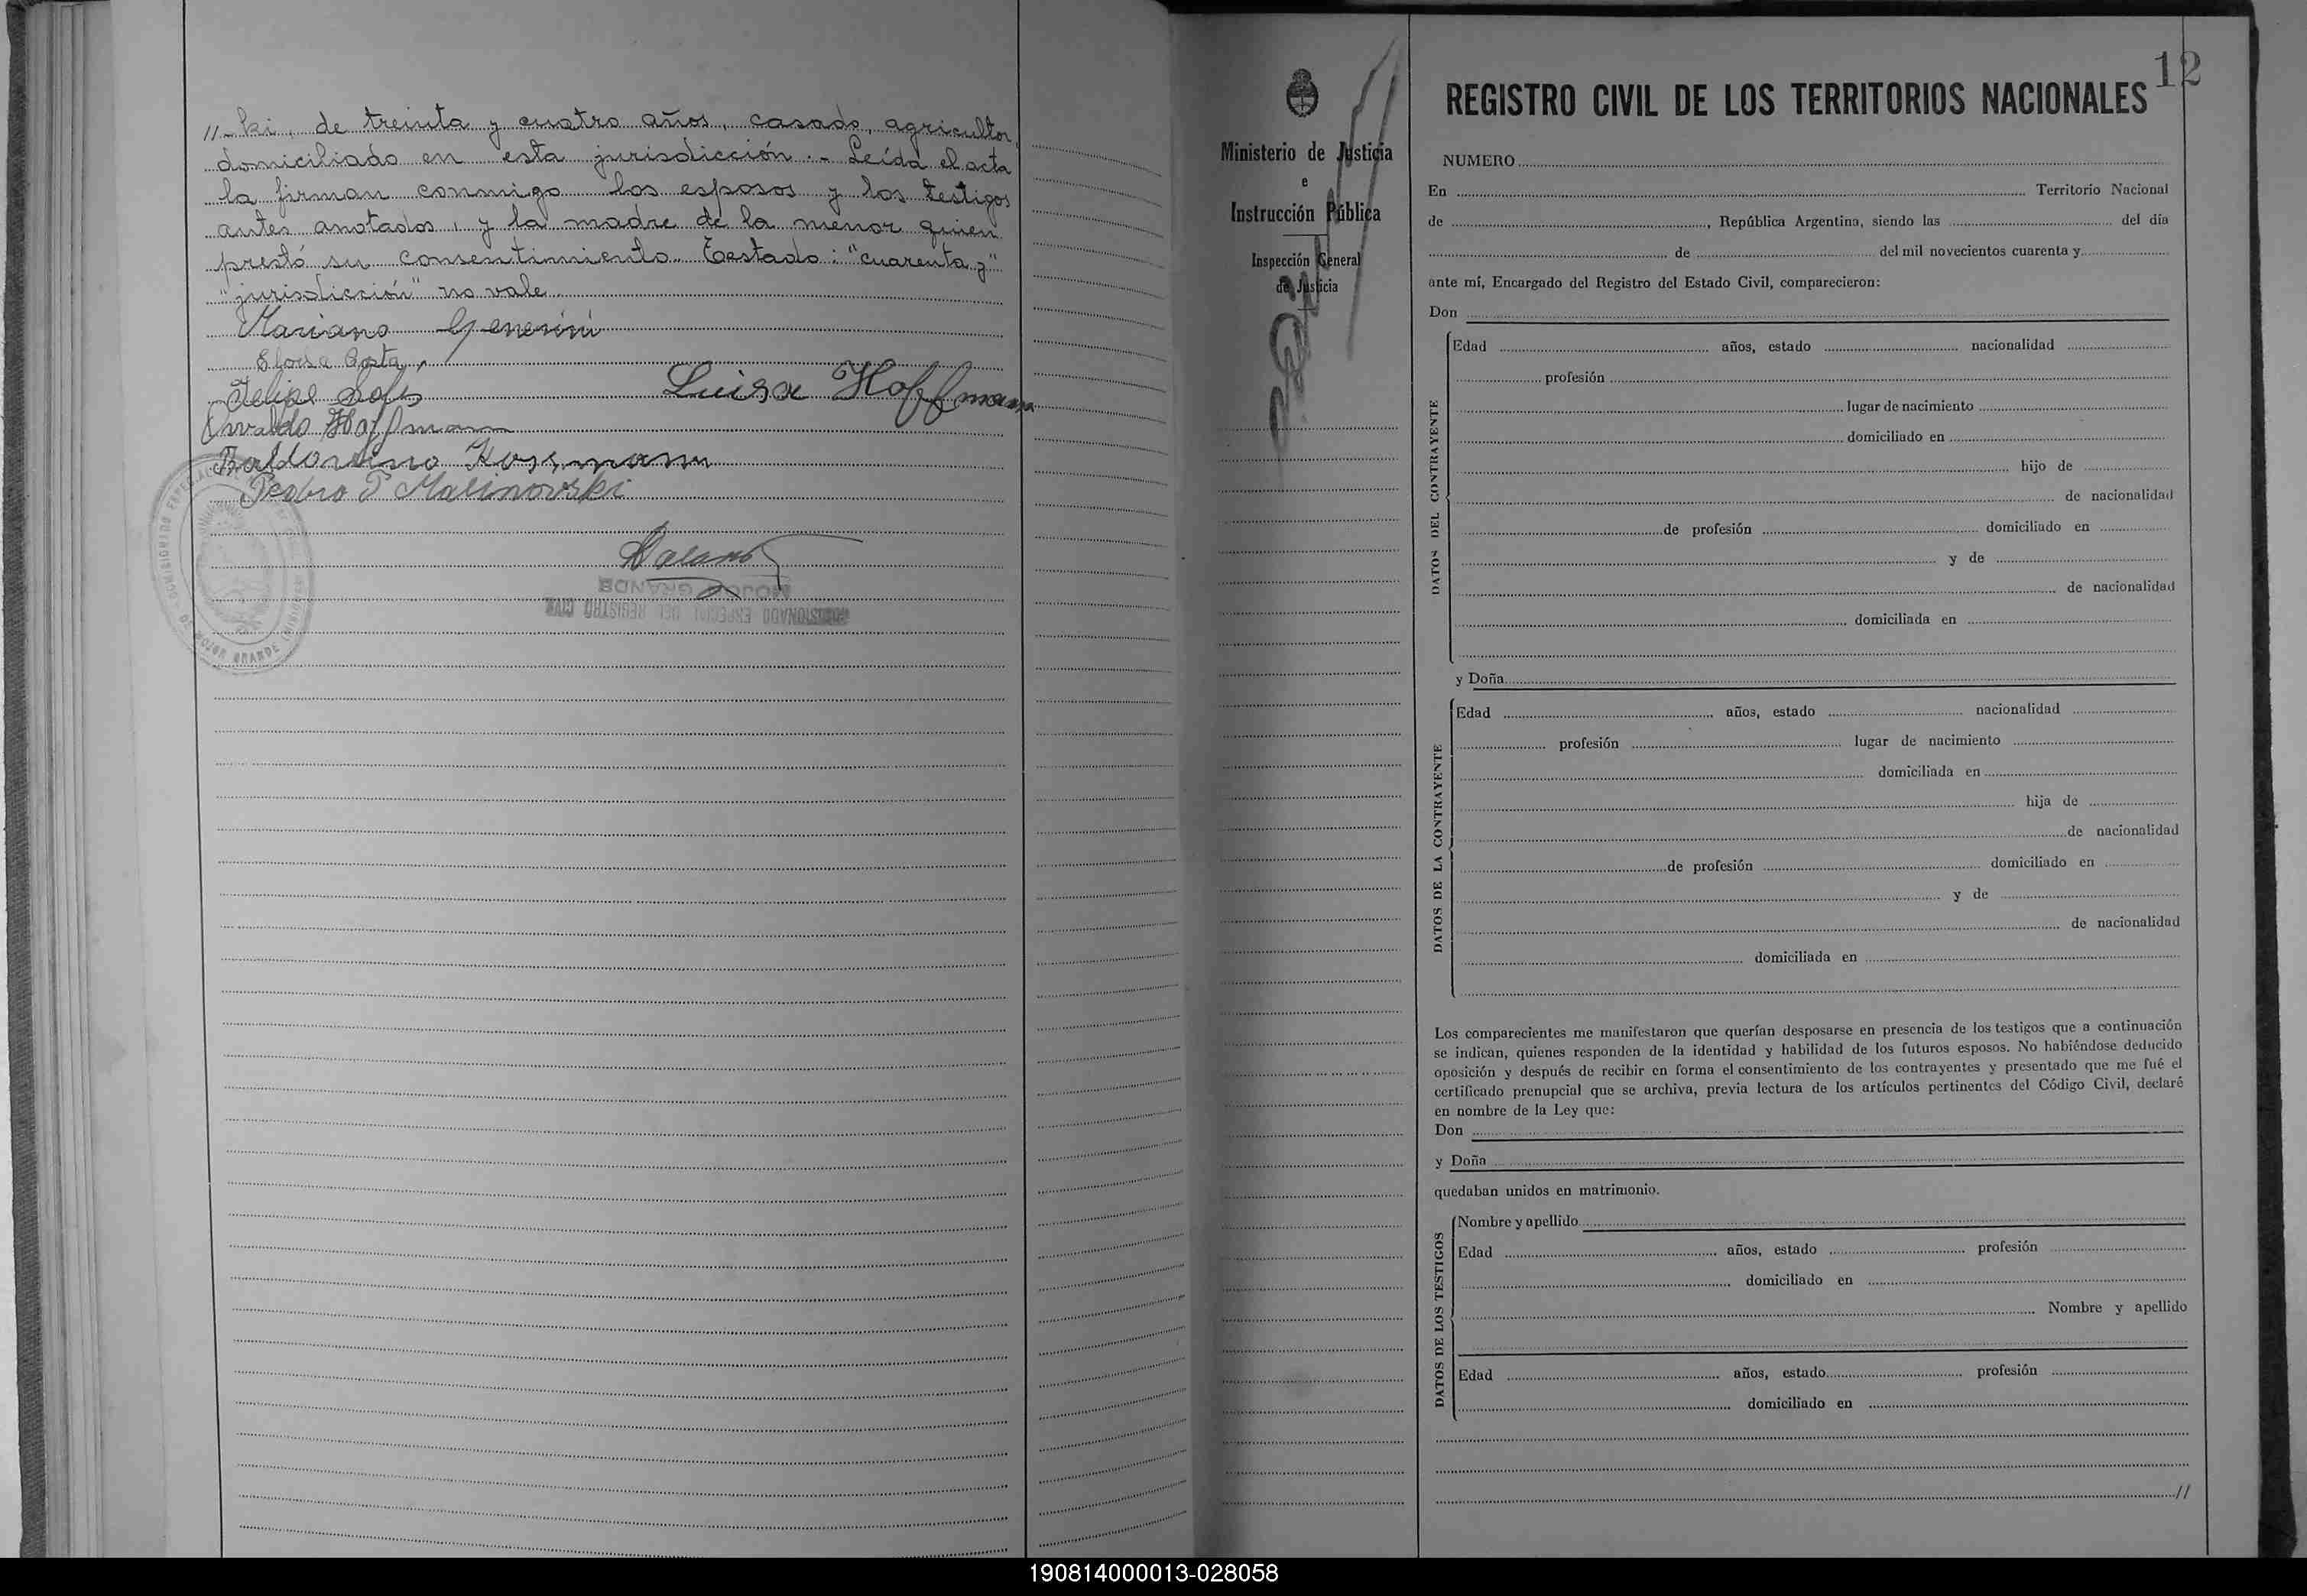 //-ki, de treinta y cuatro años, casado, agricultor,
domiciliado en esta jurisdicción.- Leída el acta
la firman conmigo los esposos y los testigos
antes anotados, y la madre de la menor quien
prestó su consentimiento. Testado: "cuarenta y"
"jurisdicción" no vale.
Mariano
Luisa Hoffmann
Osvaldo Hoffmann
Pedro P Malinowski
MOJON GRANDE
COMISIONADO ESPECIAL DEL REGISTRO CIVIL
Ministerio de Justicia
e
Instrucción Pública
Inspección General
de Justicia
12
REGISTRO CIVIL DE LOS TERRITORIOS NACIONALES
NUMERO
En Territorio Nacional
de , República Argentina, siendo las del día
de del mil novecientos cuarenta y
ante mí, Encargado del Registro del Estado Civil, comparecieron:
Don
DATOS DEL CONTRAYENTE
Edad años, estado nacionalidad
profesión
lugar de nacimiento
domiciliado en
hijo de
de nacionalidad
de profesión domiciliado en
y de
de nacionalidad
domiciliada en
y Doña
DATOS DE LA CONTRAYENTE
Edad años, estado nacionalidad
profesión lugar de nacimiento
domiciliada en
hija de
de nacionalidad
de profesión domiciliado en
y de
de nacionalidad
domiciliada en
Los comparecientes me manifestaron que querían desposarse en presencia de los testigos que a continuación
se indican, quienes responden de la identidad y habilidad de los futuros esposos. No habiéndose deducido
oposición y después de recibir en forma el consentimiento de los contrayentes y presentado que me fué el
certificado prenupcial que se archiva, previa lectura de los artículos pertinentes del Código Civil, declaré
en nombre de la Ley que:
Don
y Doña
quedaban unidos en matrimonio.
DATOS DE LOS TESTIGOS
Nombre y apellido
Edad años, estado profesión
domiciliado en
Nombre y apellido
Edad años, estado profesión
domiciliado en
//
190814000013-028058